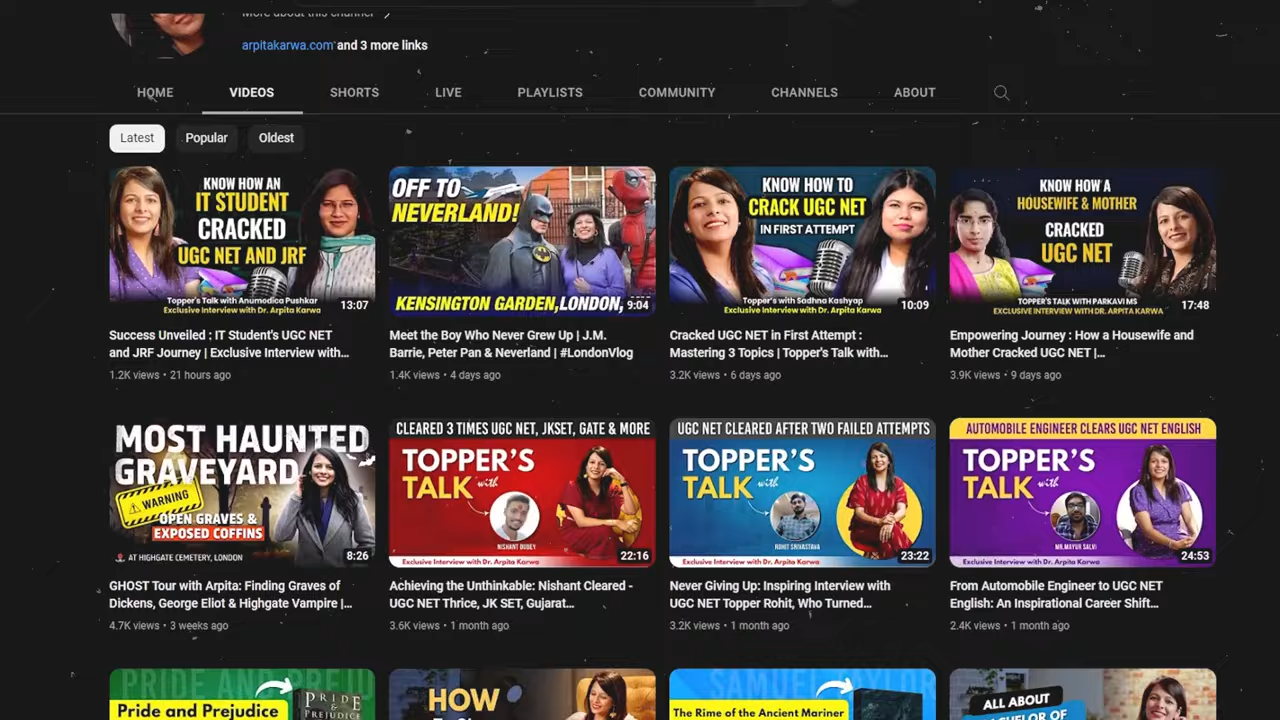 More about this channel
arpitakarwa.com and 3 more links
HOME VIDEOS SHORTS LIVE PLAYLISTS COMMUNITY CHANNELS ABOUT
Latest Popular Oldest
KNOW HOW AN
IT STUDENT
CRACKED
UGC NET AND JRF
Topper's Talk with Anumodica Pushkar
Exclusive Interview with Dr. Arpita Karwa
13:07
OFF TO
NEVERLAND!
KENSINGTON GARDEN,LONDON,
9:04
KNOW HOW TO
CRACK UGC NET
IN FIRST ATTEMPT
Topper's with Sadhna Kashyap
Exclusive Interview with Dr. Arpita Karwa
10:09
KNOW HOW A
HOUSEWIFE & MOTHER
CRACKED
UGC NET
TOPPER'S TALK WITH PARKAVI MS
EXCLUSIVE INTERVIEW WITH DR. ARPITA KARWA
17:48
Success Unveiled : IT Student's UGC NET
and JRF Journey | Exclusive Interview with...
1.2K views • 21 hours ago
Meet the Boy Who Never Grew Up | J.M.
Barrie, Peter Pan & Neverland | #LondonVlog
1.4K views • 4 days ago
Cracked UGC NET in First Attempt :
Mastering 3 Topics | Topper's Talk with...
3.2K views • 6 days ago
Empowering Journey : How a Housewife and
Mother Cracked UGC NET |...
3.9K views • 9 days ago
MOST HAUNTED
GRAVEYARD
WARNING
OPEN GRAVES &
EXPOSED COFFINS
AT HIGHGATE CEMETERY, LONDON
8:26
CLEARED 3 TIMES UGC NET, JKSET, GATE & MORE
TOPPER'S
TALK with
NISHANT DUBEY
Exclusive Interview with Dr. Arpita Karwa
22:16
UGC NET CLEARED AFTER TWO FAILED ATTEMPTS
TOPPER'S
TALK with
ROHIT SRIVASTAVA
Exclusive Interview with Dr. Arpita Karwa
23:22
AUTOMOBILE ENGINEER CLEARS UGC NET ENGLISH
TOPPER'S
TALK with
MR.MAYUR SALVI
Exclusive Interview with Dr. Arpita Karwa
24:53
GHOST Tour with Arpita: Finding Graves of
Dickens, George Eliot & Highgate Vampire |...
4.7K views • 3 weeks ago
Achieving the Unthinkable: Nishant Cleared -
UGC NET Thrice, JK SET, Gujarat...
3.6K views • 1 month ago
Never Giving Up: Inspiring Interview with
UGC NET Topper Rohit, Who Turned...
3.2K views • 1 month ago
From Automobile Engineer to UGC NET
English: An Inspirational Career Shift...
2.4K views • 1 month ago
PRIDE AND PREJUD
Pride and Prejudice
PRIDE
&
PREJUDICE
HOW
SAMUEL TAYLOR
The Rime of the Ancient Mariner
ALL ABOUT
BACHELOR OF